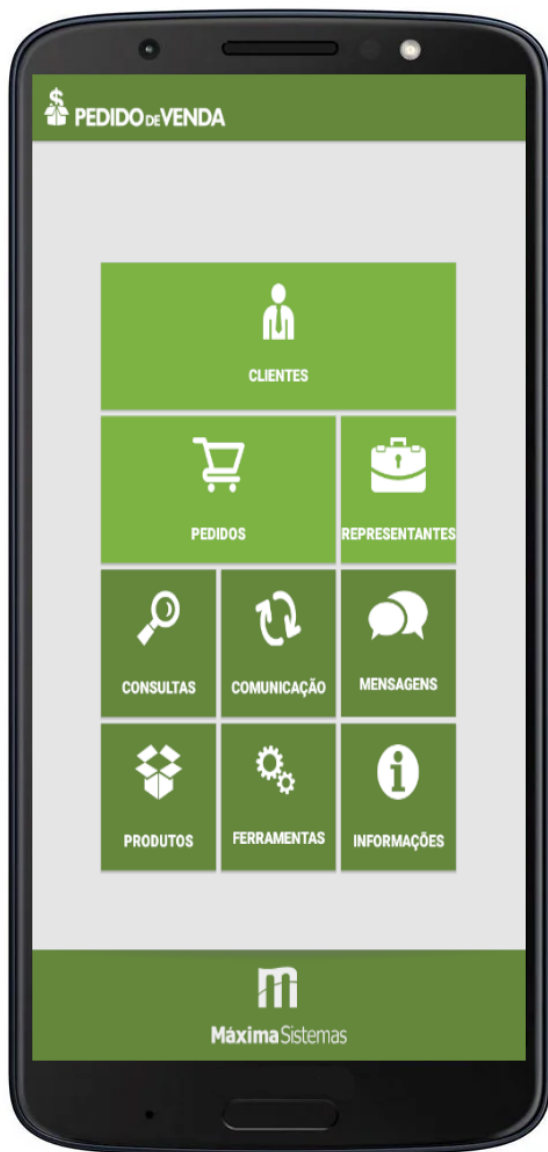 PEDIDO DE VENDA
CLIENTES
PEDIDOS
REPRESENTANTES
CONSULTAS
COMUNICAÇÃO
MENSAGENS
PRODUTOS
FERRAMENTAS
INFORMAÇÕES
Máxima Sistemas